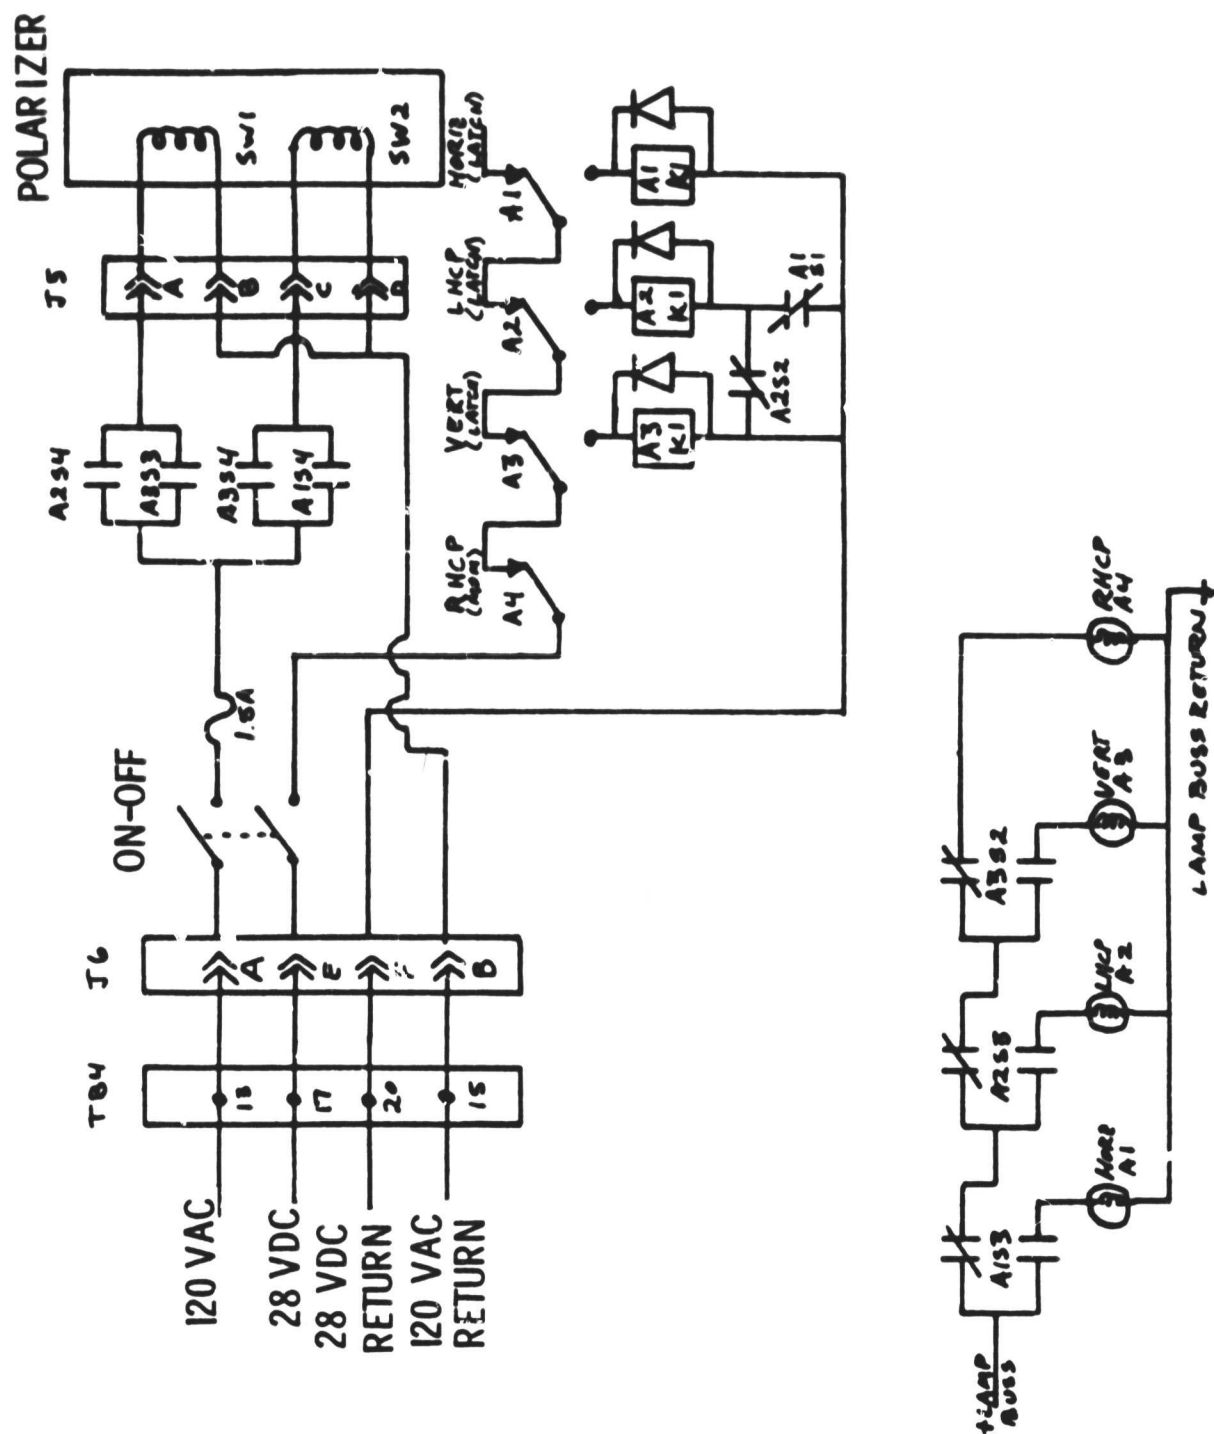 POLARIZER
SW1
SW2
J5
A
B
C
D
A2S4
A3S4
A1S4
1.5A
ON-OFF
J6
A
E
F
B
TB4
13
17
20
15
120 VAC
28 VDC
28 VDC
RETURN
120 VAC
RETURN
HORIZ
(LATCH)
A1
LHCP
(LATCH)
A2
VERT
(LATCH)
A3
RHCP
(MOM)
A4
A1
K1
A2
K1
A3
K1
A1
S1
A2S2
+LAMP
BUSS
A1S3
A2S3
A3S2
HORZ
A1
LHCP
A2
VERT
A3
RHCP
A4
LAMP BUSS RETURN